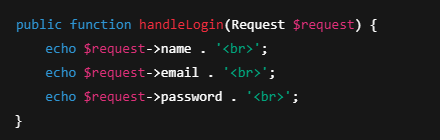 public function handleLogin(Request $request) {
    echo $request->name . '<br>';
    echo $request->email . '<br>';
    echo $request->password . '<br>';
}